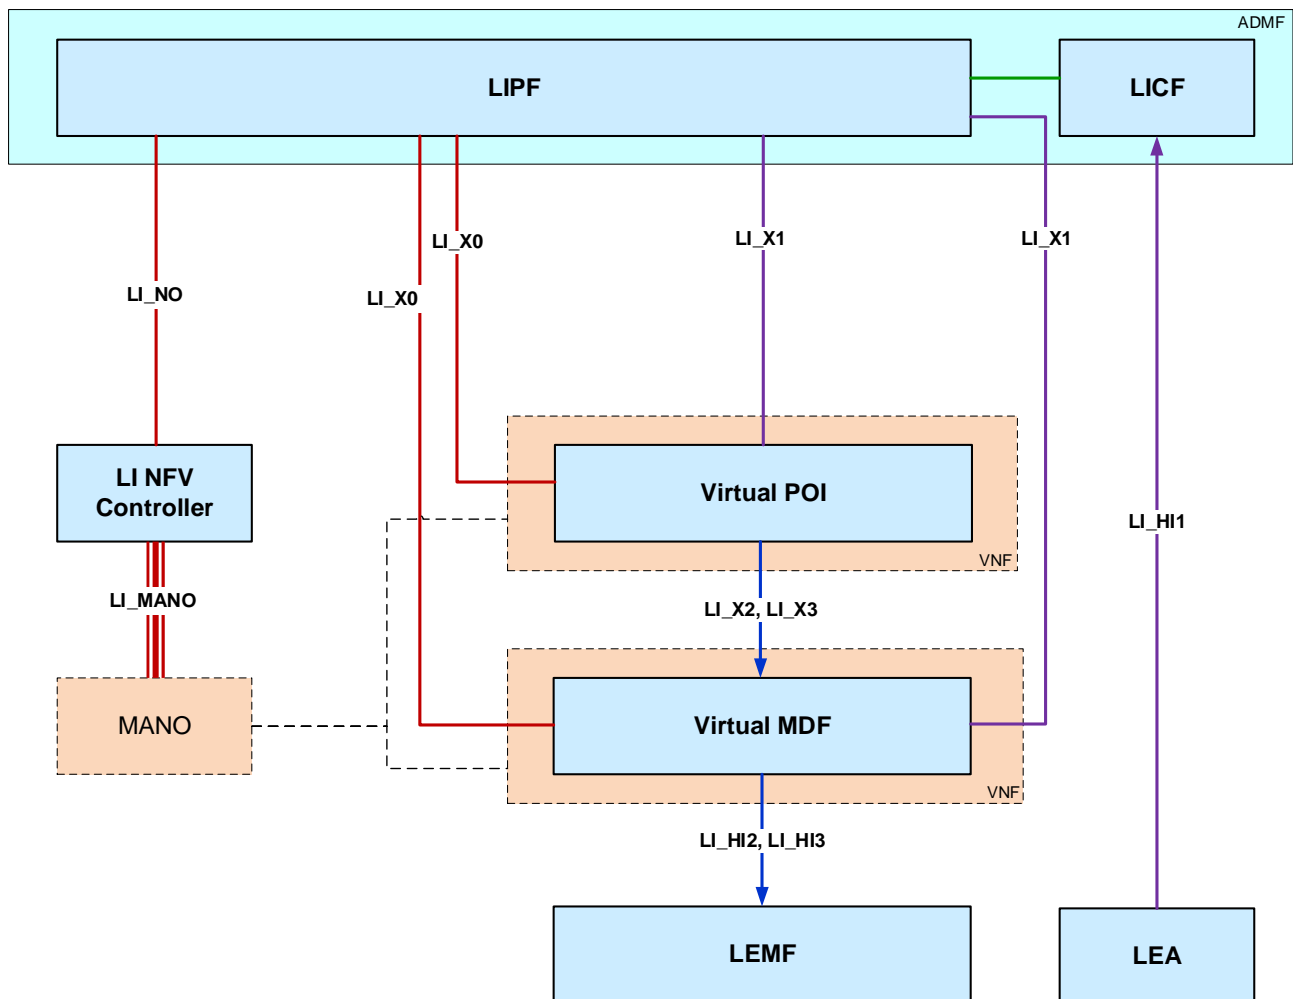 ADMF
LIPF
LICF
LI_X0
LI_X1
LI_X1
LI_NO
LI_X0
LI NFV
Controller
Virtual POI
LI_HI1
VNF
LI_MANO
LI_X2, LI_X3
MANO
Virtual MDF
VNF
LI_HI2, LI_HI3
LEMF
LEA